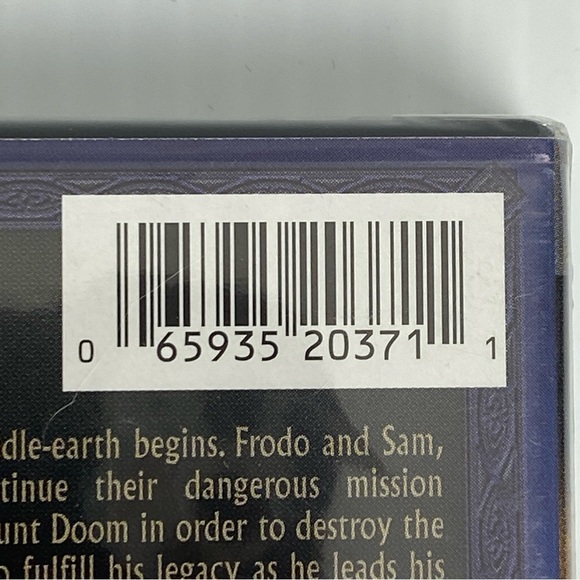 0 65935 20371 1
dle-earth begins. Frodo and Sam,
tinue their dangerous mission
unt Doom in order to destroy the
o fulfill his legacy as he leads his